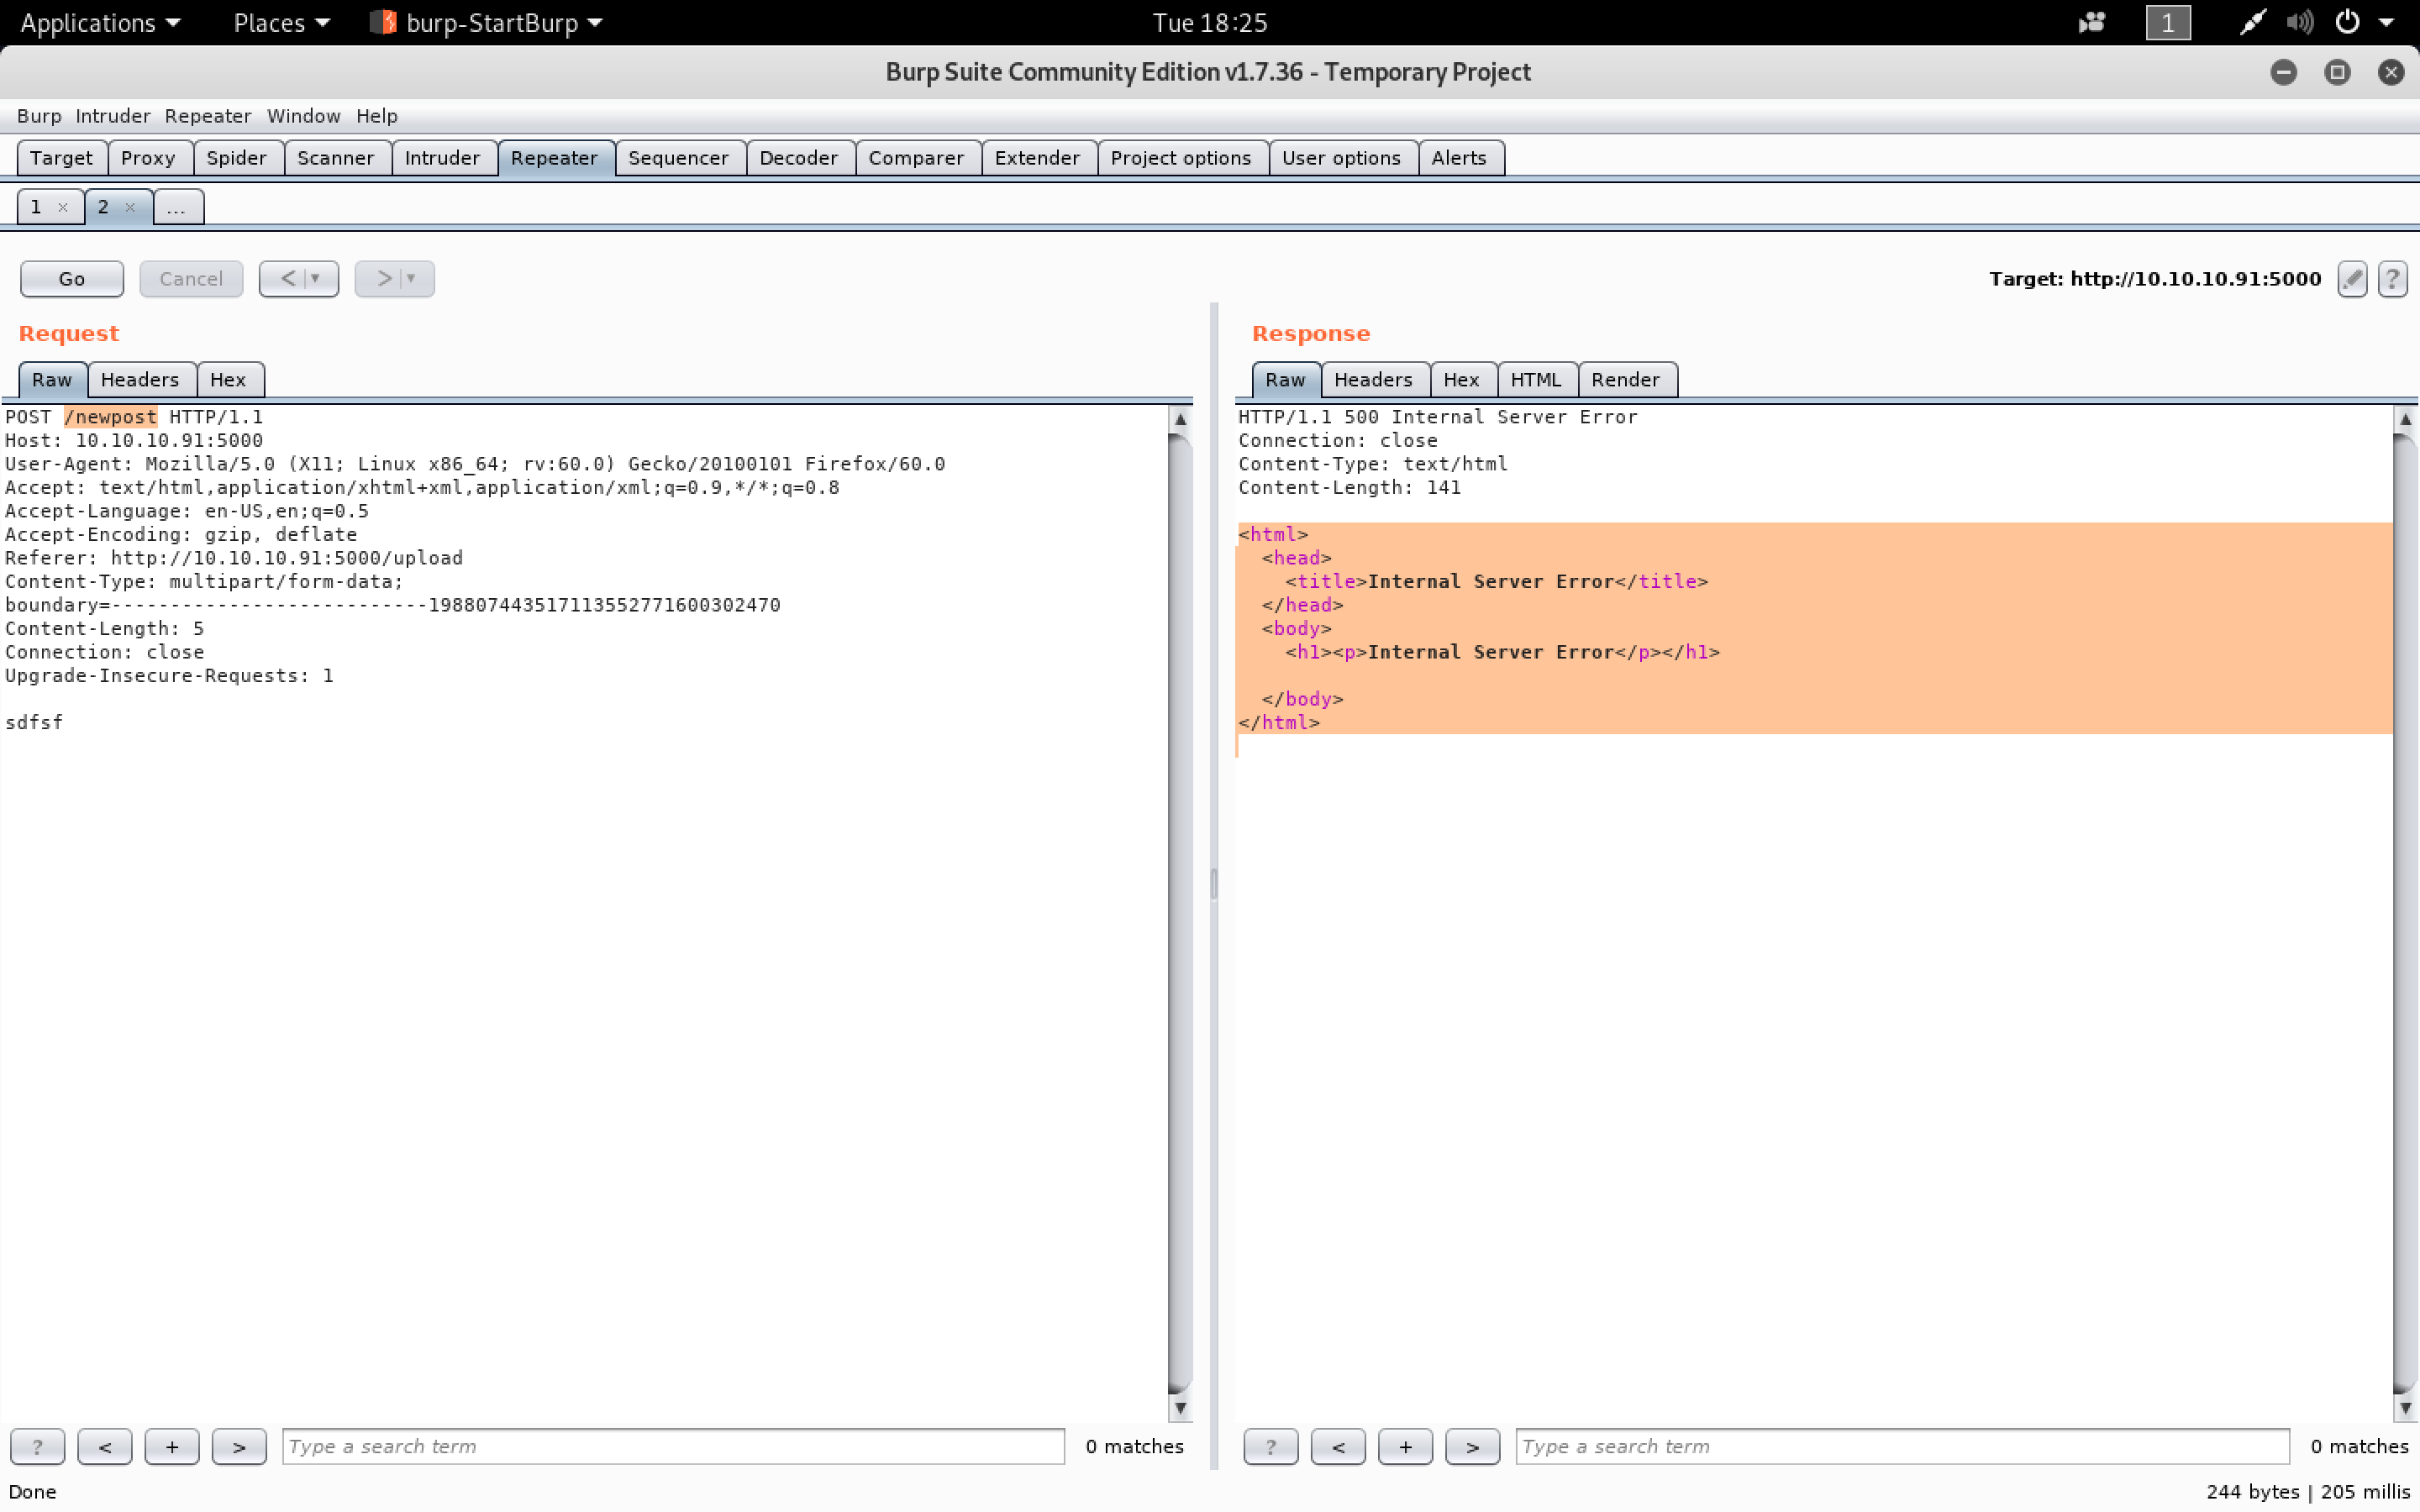 Applications Places burp-StartBurp Tue 18:25 1
Burp Suite Community Edition v1.7.36 - Temporary Project
Burp Intruder Repeater Window Help
Target Proxy Spider Scanner Intruder Repeater Sequencer Decoder Comparer Extender Project options User options Alerts
1 × 2 × ...
Go Cancel < > Target: http://10.10.10.91:5000 ?
Request
Raw Headers Hex
POST /newpost HTTP/1.1
Host: 10.10.10.91:5000
User-Agent: Mozilla/5.0 (X11; Linux x86_64; rv:60.0) Gecko/20100101 Firefox/60.0
Accept: text/html,application/xhtml+xml,application/xml;q=0.9,*/*;q=0.8
Accept-Language: en-US,en;q=0.5
Accept-Encoding: gzip, deflate
Referer: http://10.10.10.91:5000/upload
Content-Type: multipart/form-data;
boundary=---------------------------198807443517113552771600302470
Content-Length: 5
Connection: close
Upgrade-Insecure-Requests: 1
sdfsf
? < + > Type a search term 0 matches
Response
Raw Headers Hex HTML Render
HTTP/1.1 500 Internal Server Error
Connection: close
Content-Type: text/html
Content-Length: 141
<html>
<head>
<title>Internal Server Error</title>
</head>
<body>
<h1><p>Internal Server Error</p></h1>
</body>
</html>
? < + > Type a search term 0 matches
Done 244 bytes | 205 millis